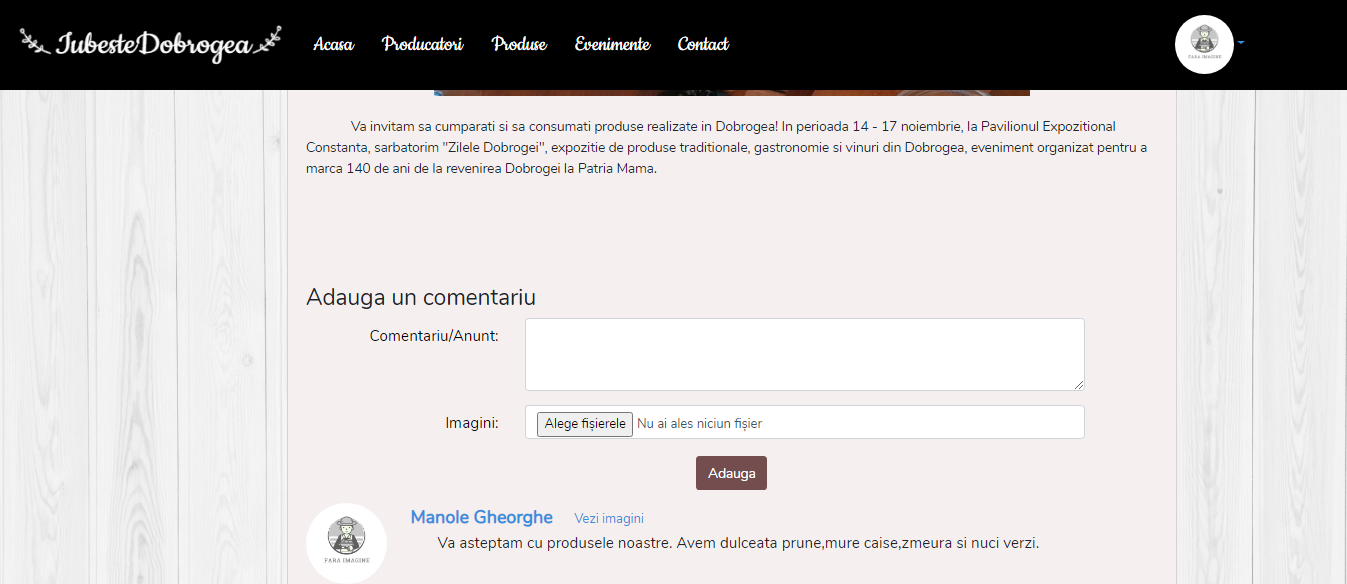 IubesteDobrogea Acasa Producatori Produse Evenimente Contact
FARA IMAGINE
Va invitam sa cumparati si sa consumati produse realizate in Dobrogea! In perioada 14 - 17 noiembrie, la Pavilionul Expozitional
Constanta, sarbatorim "Zilele Dobrogei", expozitie de produse traditionale, gastronomie si vinuri din Dobrogea, eveniment organizat pentru a
marca 140 de ani de la revenirea Dobrogei la Patria Mama.
Adauga un comentariu
Comentariu/Anunt:
Imagini: Alege fișierele Nu ai ales niciun fișier
Adauga
Manole Gheorghe Vezi imagini
Va asteptam cu produsele noastre. Avem dulceata prune,mure caise,zmeura si nuci verzi.
FARA IMAGINE